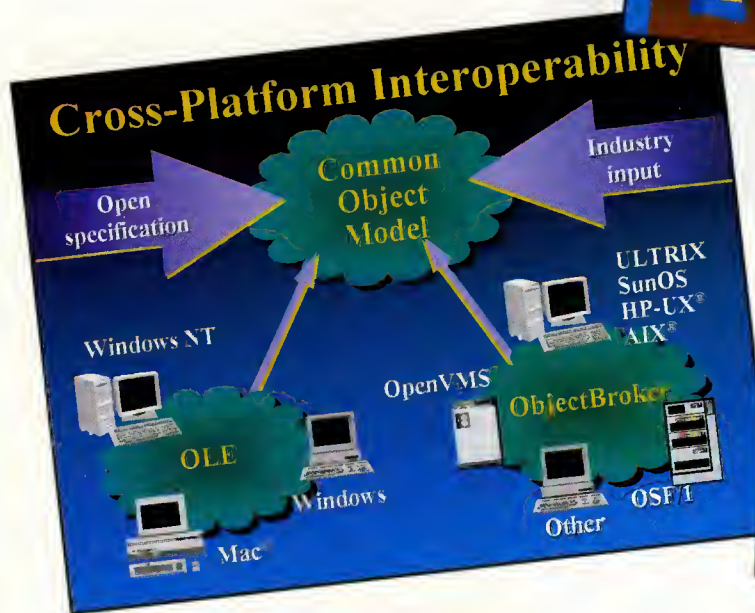 Cross-Platform Interoperability
Common
Object
Model
Open
specification
Industry
input
Windows NT
OLE
Windows
Mac
ULTRIX
SunOS
HP-UX®
AIX®
OpenVMS
ObjectBroker
OSF/1
Other